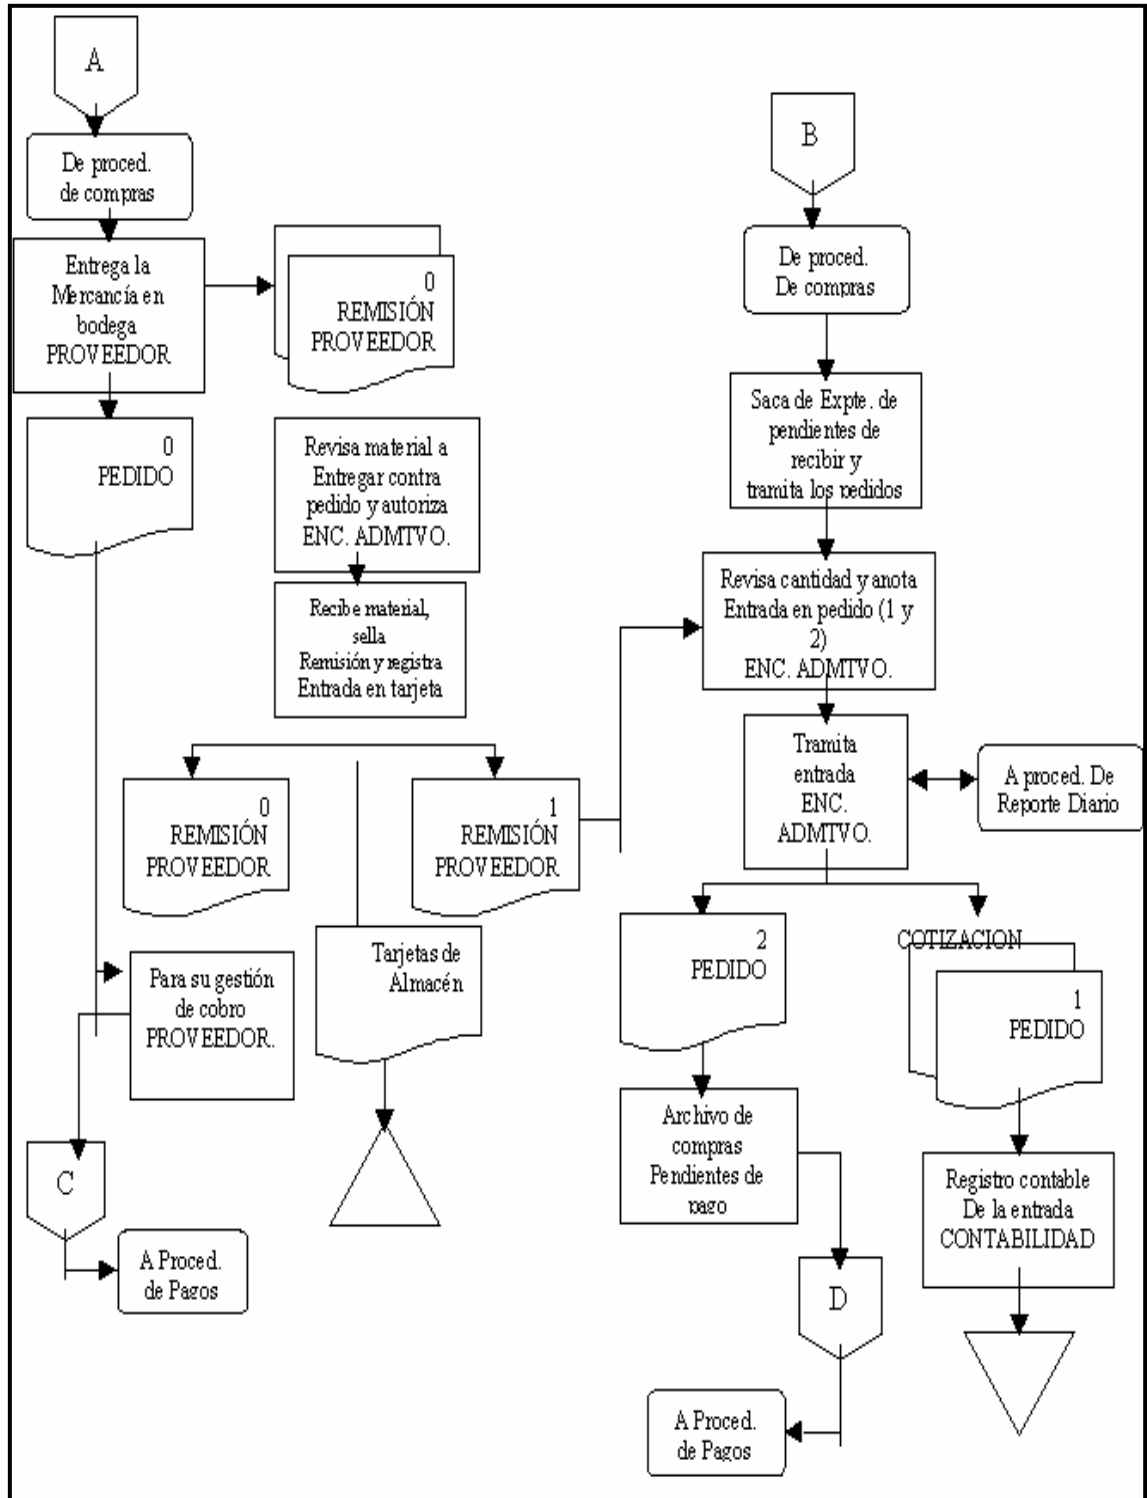 A
De proced.
de compras
Entrega la
Mercancía en
bodega
PROVEEDOR
0
REMISIÓN
PROVEEDOR
0
PEDIDO
Revisa material a
Entregar contra
pedido y autoriza
ENC. ADMTVO.
Recibe material,
sella
Remisión y registra
Entrada en tarjeta
0
REMISIÓN
PROVEEDOR
1
REMISIÓN
PROVEEDOR
Tarjetas de
Almacén
Para su gestión
de cobro
PROVEEDOR.
C
A Proced.
de Pagos
B
De proced.
De compras
Saca de Expte. de
pendientes de
recibir y
tramita los pedidos
Revisa cantidad y anota
Entrada en pedido (1 y
2)
ENC. ADMTVO.
Tramita
entrada
ENC.
ADMTVO.
A proced. De
Reporte Diario
2
PEDIDO
COTIZACION
1
PEDIDO
Archivo de
compras
Pendientes de
pago
Registro contable
De la entrada
CONTABILIDAD
D
A Proced.
de Pagos